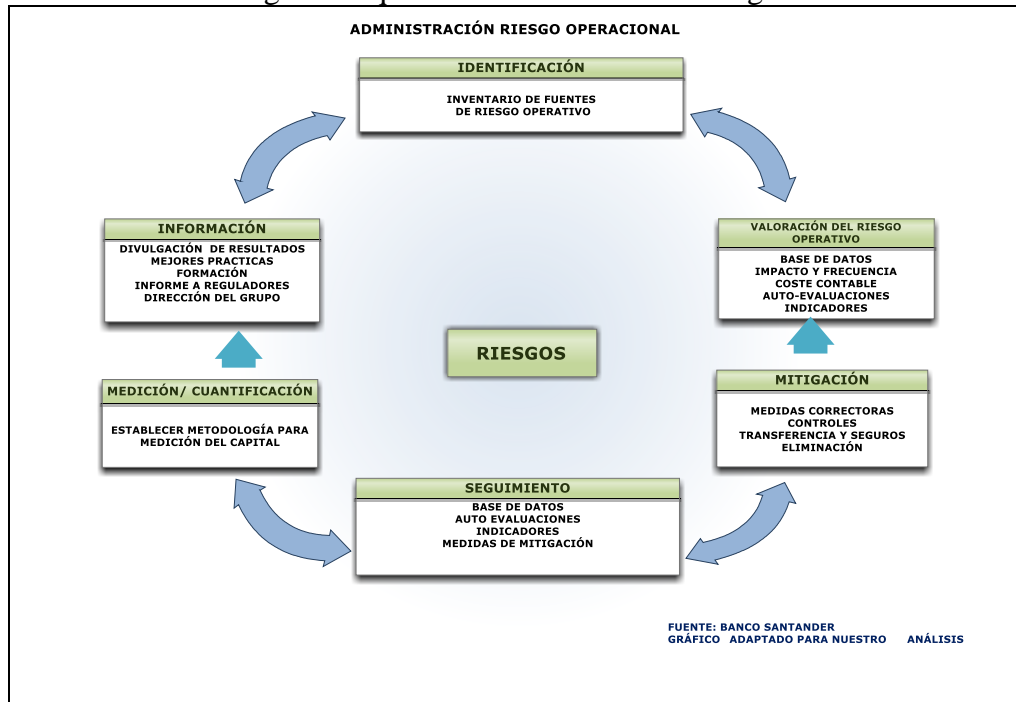 ADMINISTRACIÓN RIESGO OPERACIONAL
IDENTIFICACIÓN
INVENTARIO DE FUENTES
DE RIESGO OPERATIVO
INFORMACIÓN
DIVULGACIÓN DE RESULTADOS
MEJORES PRACTICAS
FORMACIÓN
INFORME A REGULADORES
DIRECCIÓN DEL GRUPO
VALORACIÓN DEL RIESGO
OPERATIVO
BASE DE DATOS
IMPACTO Y FRECUENCIA
COSTE CONTABLE
AUTO-EVALUACIONES
INDICADORES
RIESGOS
MEDICIÓN/ CUANTIFICACIÓN
ESTABLECER METODOLOGÍA PARA
MEDICIÓN DEL CAPITAL
MITIGACIÓN
MEDIDAS CORRECTORAS
CONTROLES
TRANSFERENCIA Y SEGUROS
ELIMINACIÓN
SEGUIMIENTO
BASE DE DATOS
AUTO EVALUACIONES
INDICADORES
MEDIDAS DE MITIGACIÓN
FUENTE: BANCO SANTANDER
GRÁFICO ADAPTADO PARA NUESTRO ANÁLISIS